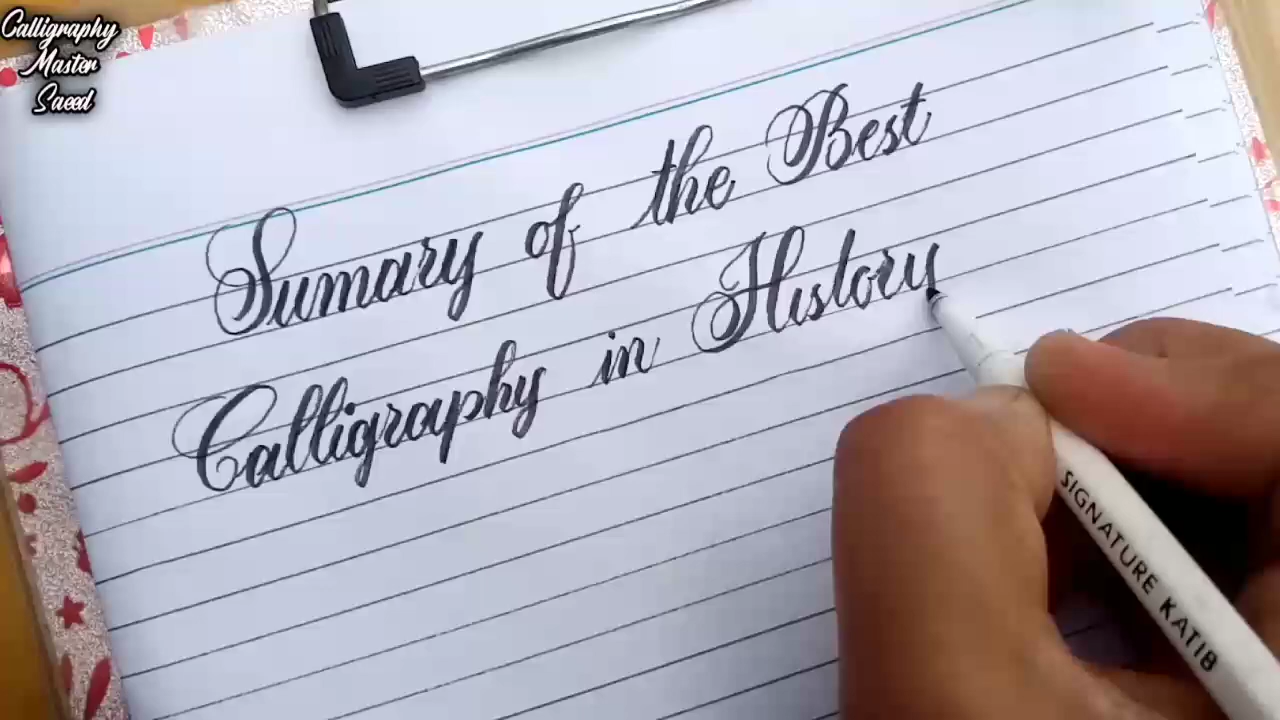 Calligraphy
Master
Saeed
Sumary of the Best
Calligraphy in History
SIGNATURE KATIB